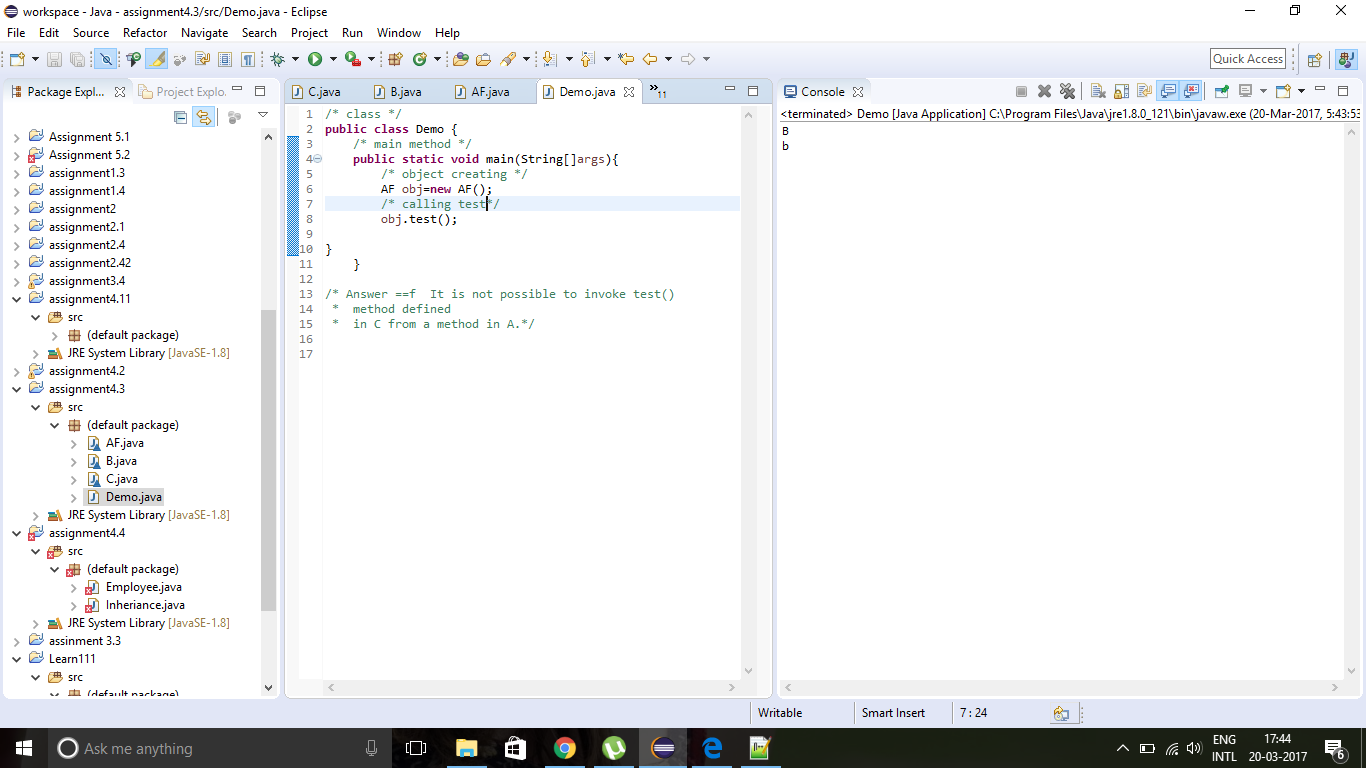 workspace - Java - assignment4.3/src/Demo.java - Eclipse
File Edit Source Refactor Navigate Search Project Run Window Help
Quick Access
Package Expl... Project Explo.
Assignment 5.1
Assignment 5.2
assignment1.3
assignment1.4
assignment2
assignment2.1
assignment2.4
assignment2.42
assignment3.4
assignment4.11
src
(default package)
JRE System Library [JavaSE-1.8]
assignment4.2
assignment4.3
src
(default package)
AF.java
B.java
C.java
Demo.java
JRE System Library [JavaSE-1.8]
assignment4.4
src
(default package)
Employee.java
Inheriance.java
JRE System Library [JavaSE-1.8]
assinment 3.3
Learn111
src
(default package)
C.java B.java AF.java Demo.java »11
1 /* class */
2 public class Demo {
3 /* main method */
4 public static void main(String[]args){
5 /* object creating */
6 AF obj=new AF();
7 /* calling test*/
8 obj.test();
9
10 }
11 }
12
13 /* Answer ==f  It is not possible to invoke test()
14 *  method defined
15 *  in C from a method in A.*/
16
17
Console
<terminated> Demo [Java Application] C:\Program Files\Java\jre1.8.0_121\bin\javaw.exe (20-Mar-2017, 5:43:53
B
b
Writable Smart Insert 7 : 24
Ask me anything
ENG 17:44
INTL 20-03-2017 6